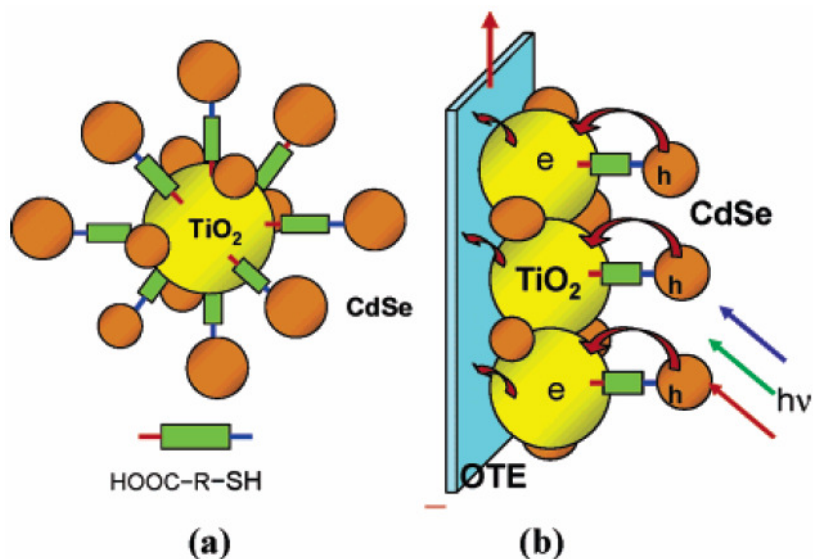 TiO₂
CdSe
HOOC–R–SH
(a)
e
h
CdSe
TiO₂
h
e
h
hν
OTE
–
(b)